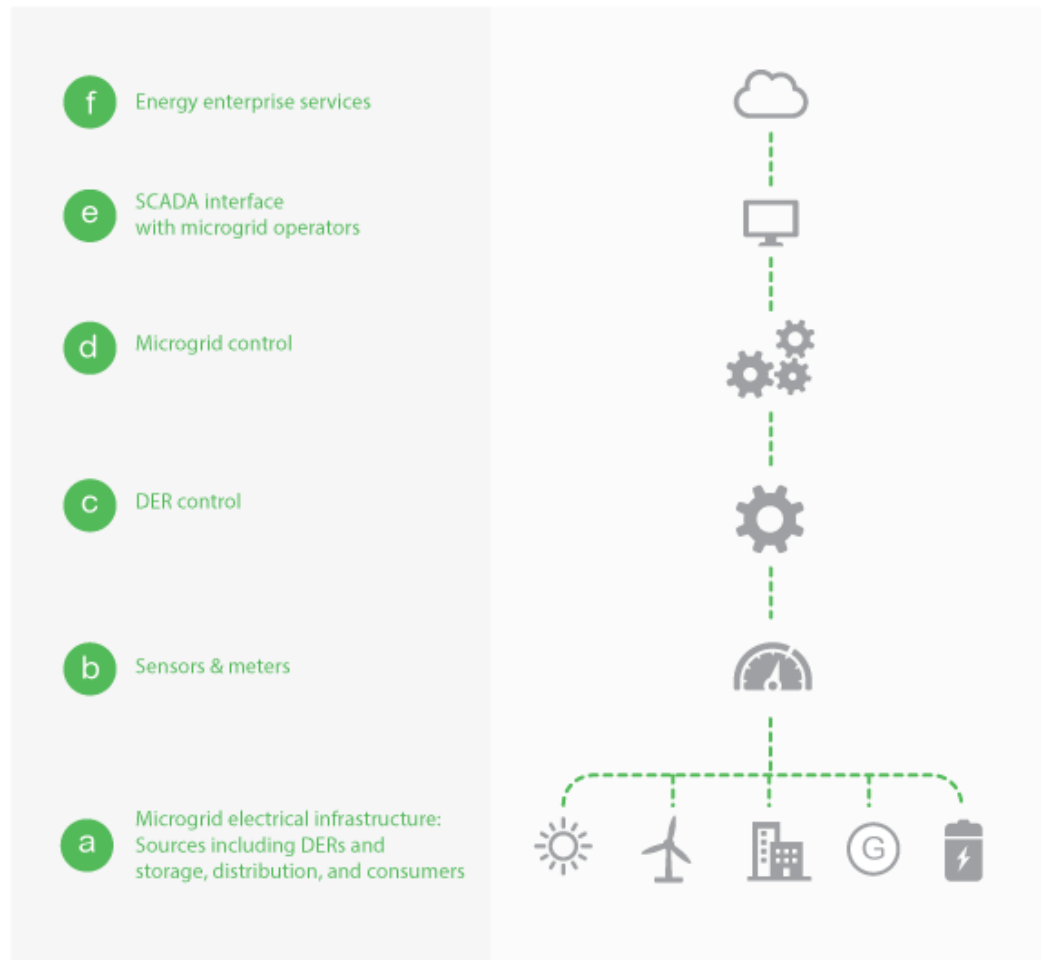 f
Energy enterprise services
e
SCADA interface
with microgrid operators
d
Microgrid control
c
DER control
b
Sensors & meters
a
Microgrid electrical infrastructure:
Sources including DERs and
storage, distribution, and consumers
G